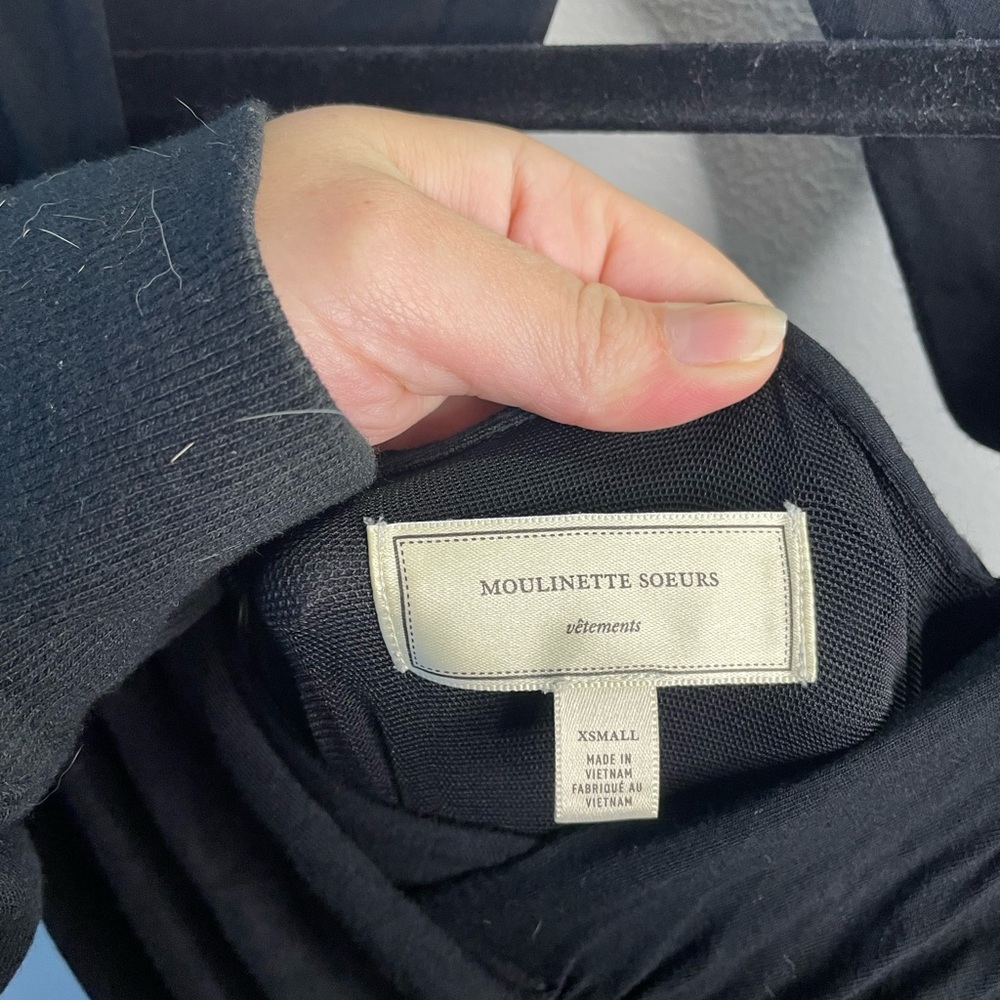 MOULINETTE SOEURS
vêtements
XSMALL
MADE IN
VIETNAM
FABRIQUÉ AU
VIETNAM